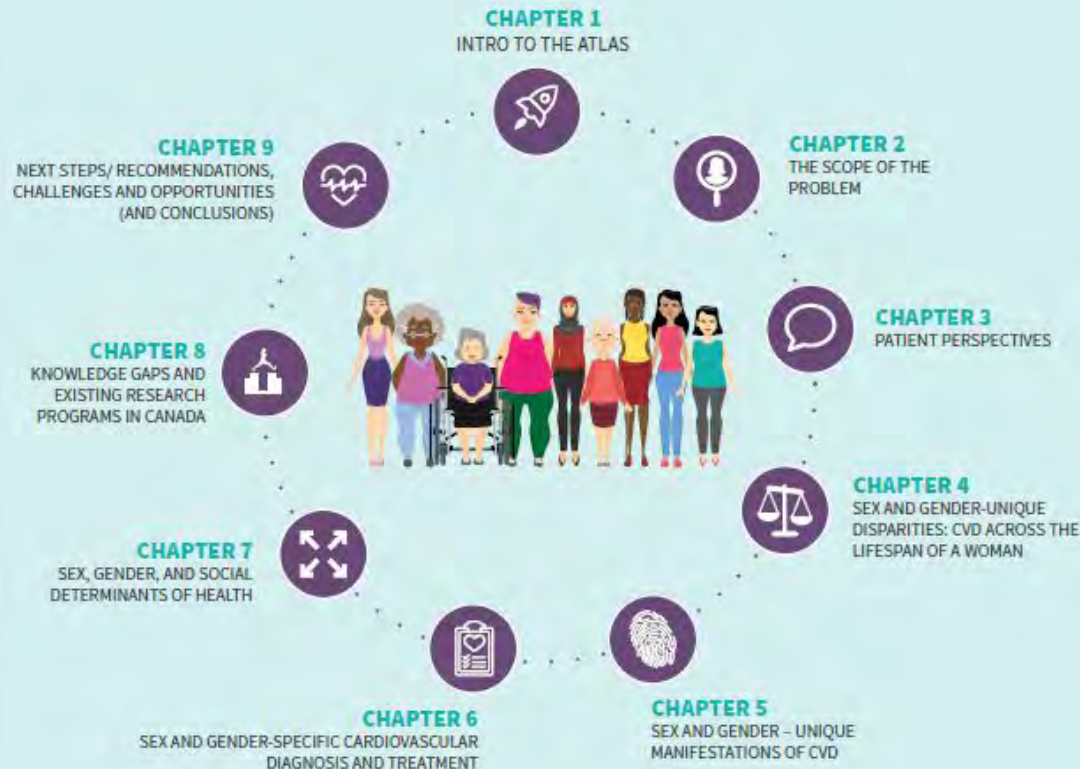 CHAPTER 1
INTRO TO THE ATLAS
CHAPTER 2
THE SCOPE OF THE
PROBLEM
CHAPTER 3
PATIENT PERSPECTIVES
CHAPTER 4
SEX AND GENDER-UNIQUE
DISPARITIES: CVD ACROSS THE
LIFESPAN OF A WOMAN
CHAPTER 5
SEX AND GENDER – UNIQUE
MANIFESTATIONS OF CVD
CHAPTER 6
SEX AND GENDER-SPECIFIC CARDIOVASCULAR
DIAGNOSIS AND TREATMENT
CHAPTER 7
SEX, GENDER, AND SOCIAL
DETERMINANTS OF HEALTH
CHAPTER 8
KNOWLEDGE GAPS AND
EXISTING RESEARCH
PROGRAMS IN CANADA
CHAPTER 9
NEXT STEPS/ RECOMMENDATIONS,
CHALLENGES AND OPPORTUNITIES
(AND CONCLUSIONS)